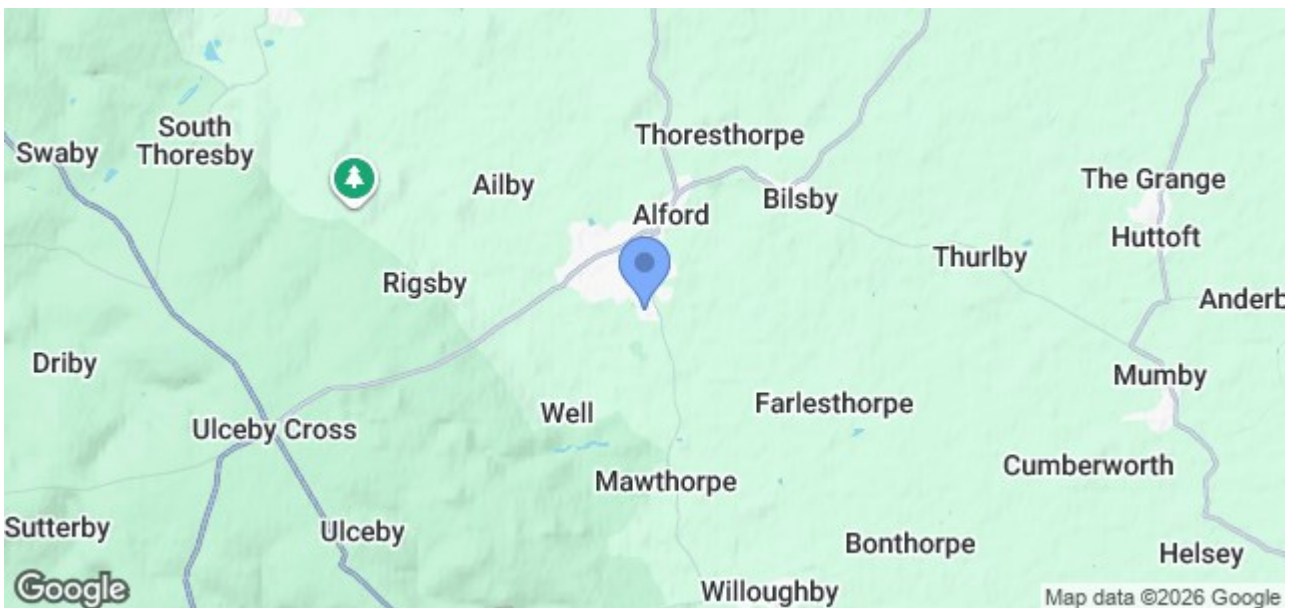 Thoresthorpe
South
Thoresby
Swaby
Ailby
The Grange
Bilsby
Alford
Huttoft
Thurlby
Rigsby
Anderb
Driby
Mumby
Farlesthorpe
Well
Ulceby Cross
Cumberworth
Mawthorpe
Sutterby
Ulceby
Bonthorpe
Helsey
Willoughby
Google
Map data ©2026 Google